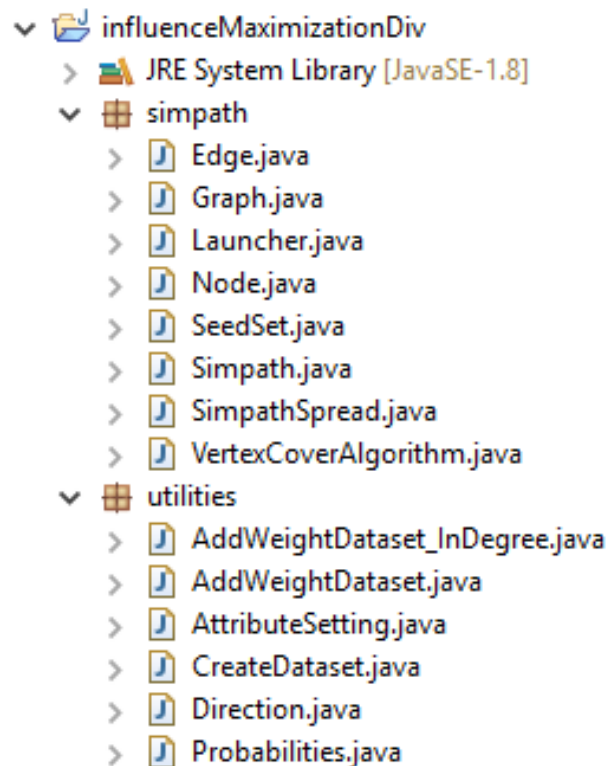 influenceMaximizationDiv
JRE System Library [JavaSE-1.8]
simpath
Edge.java
Graph.java
Launcher.java
Node.java
SeedSet.java
Simpath.java
SimpathSpread.java
VertexCoverAlgorithm.java
utilities
AddWeightDataset_InDegree.java
AddWeightDataset.java
AttributeSetting.java
CreateDataset.java
Direction.java
Probabilities.java